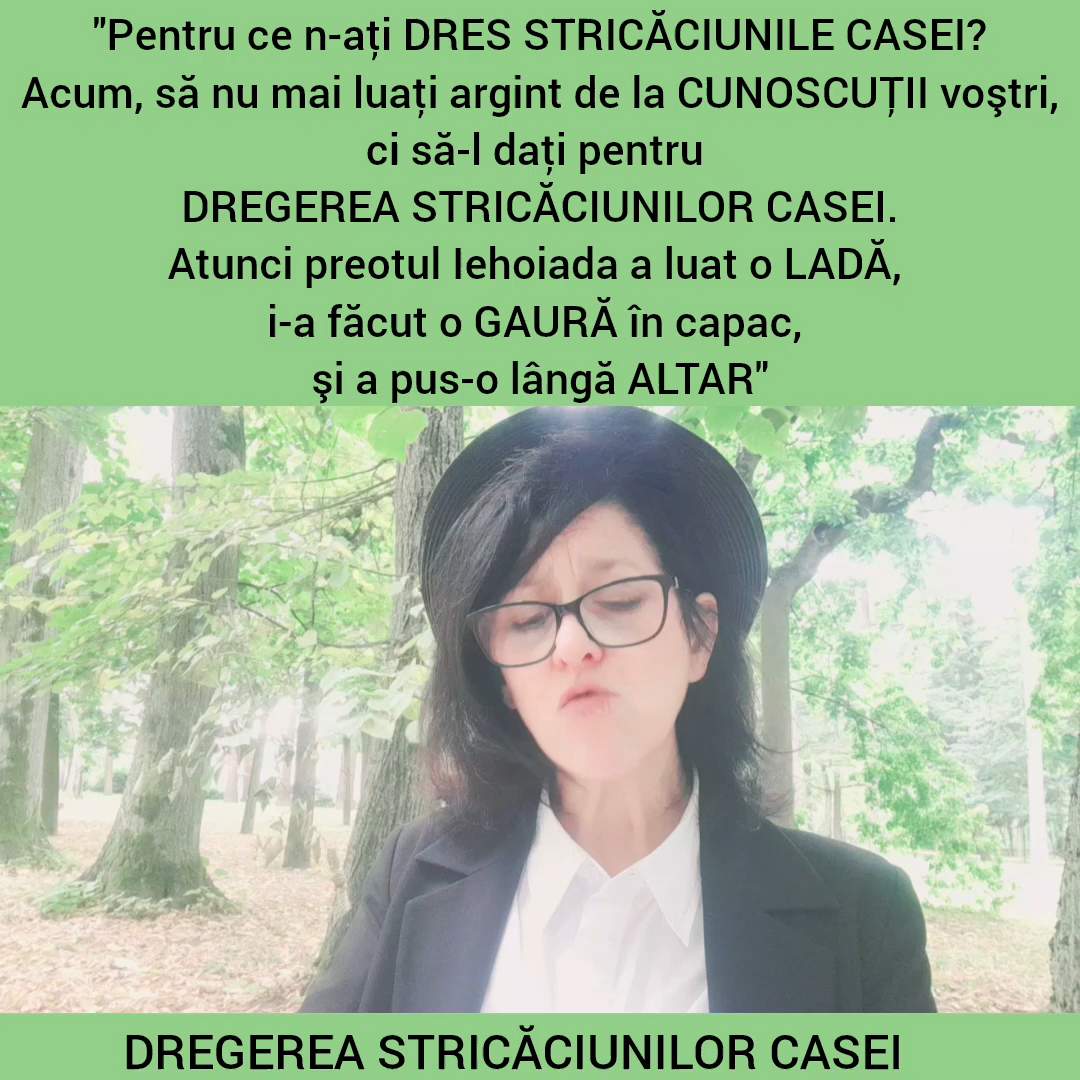 "Pentru ce n-ați DRES STRICĂCIUNILE CASEI?
Acum, să nu mai luați argint de la CUNOSCUȚII voştri,
ci să-l dați pentru
DREGEREA STRICĂCIUNILOR CASEI.
Atunci preotul Iehoiada a luat o LADĂ,
i-a făcut o GAURĂ în capac,
şi a pus-o lângă ALTAR"
DREGEREA STRICĂCIUNILOR CASEI